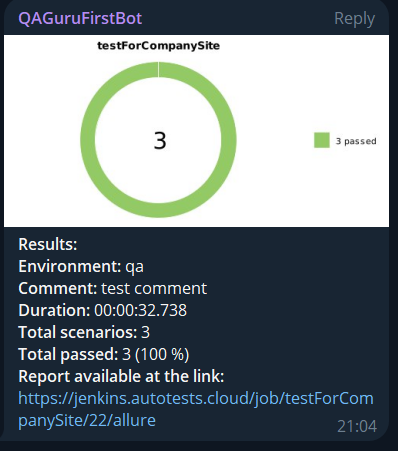 QAGuruFirstBot Reply
testForCompanySite
3
3 passed
Results:
Environment: qa
Comment: test comment
Duration: 00:00:32.738
Total scenarios: 3
Total passed: 3 (100 %)
Report available at the link:
https://jenkins.autotests.cloud/job/testForCom
panySite/22/allure
21:04